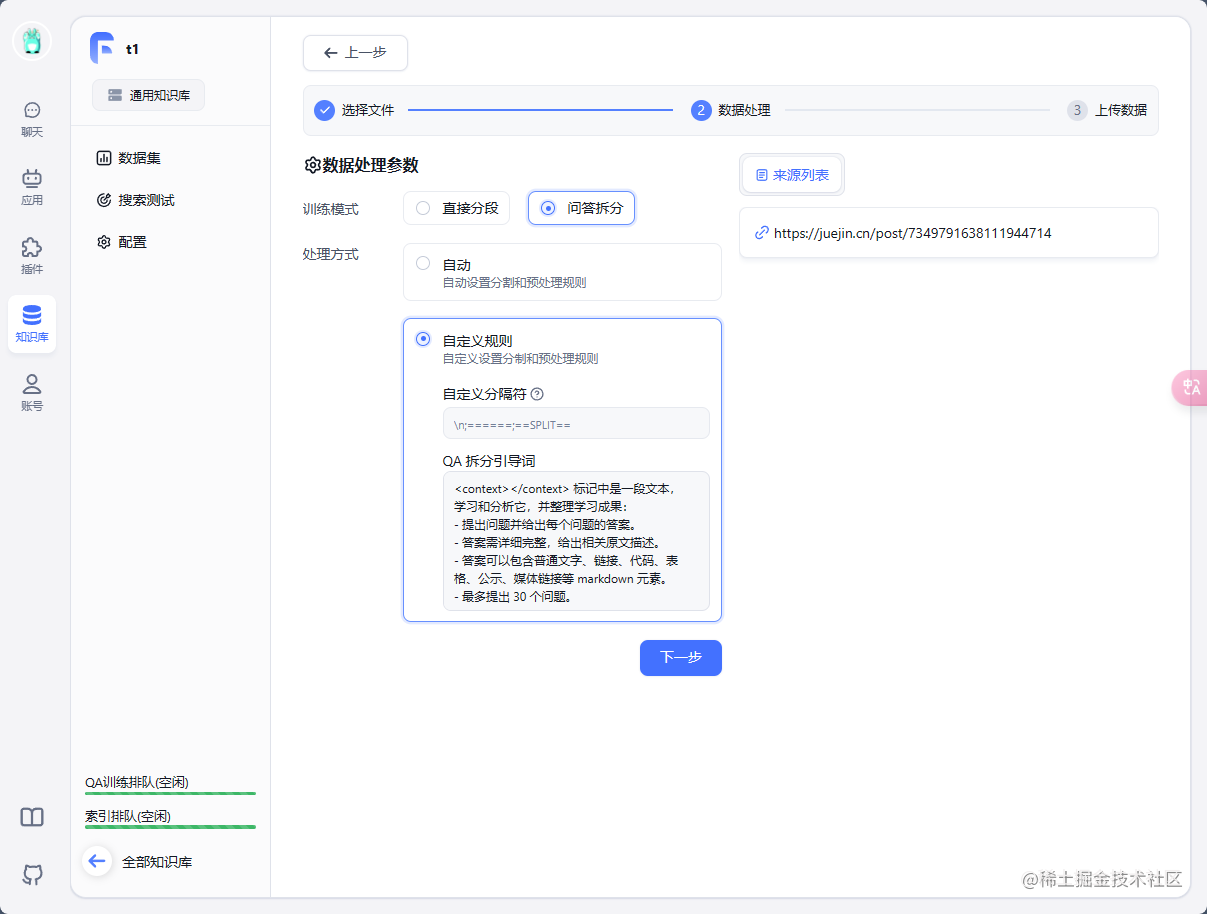 t1
通用知识库
聊天
应用
插件
知识库
账号
数据集
搜索测试
配置
QA训练排队(空闲)
索引排队(空闲)
全部知识库
上一步
选择文件
2 数据处理
3 上传数据
数据处理参数
训练模式
直接分段
问答拆分
处理方式
自动
自动设置分割和预处理规则
自定义规则
自定义设置分制和预处理规则
自定义分隔符
\n;======;==SPLIT==
QA 拆分引导词
<context></context> 标记中是一段文本，
学习和分析它，并整理学习成果：
- 提出问题并给出每个问题的答案。
- 答案需详细完整，给出相关原文描述。
- 答案可以包含普通文字、链接、代码、表
格、公示、媒体链接等 markdown 元素。
- 最多提出 30 个问题。
下一步
来源列表
https://juejin.cn/post/7349791638111944714
中
A
@稀土掘金技术社区